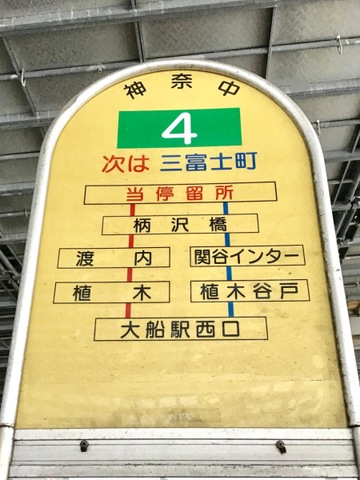 神奈中
4
次は 三富士町
当停留所
柄沢橋
渡内 関谷インター
植木 植木谷戸
大船駅西口